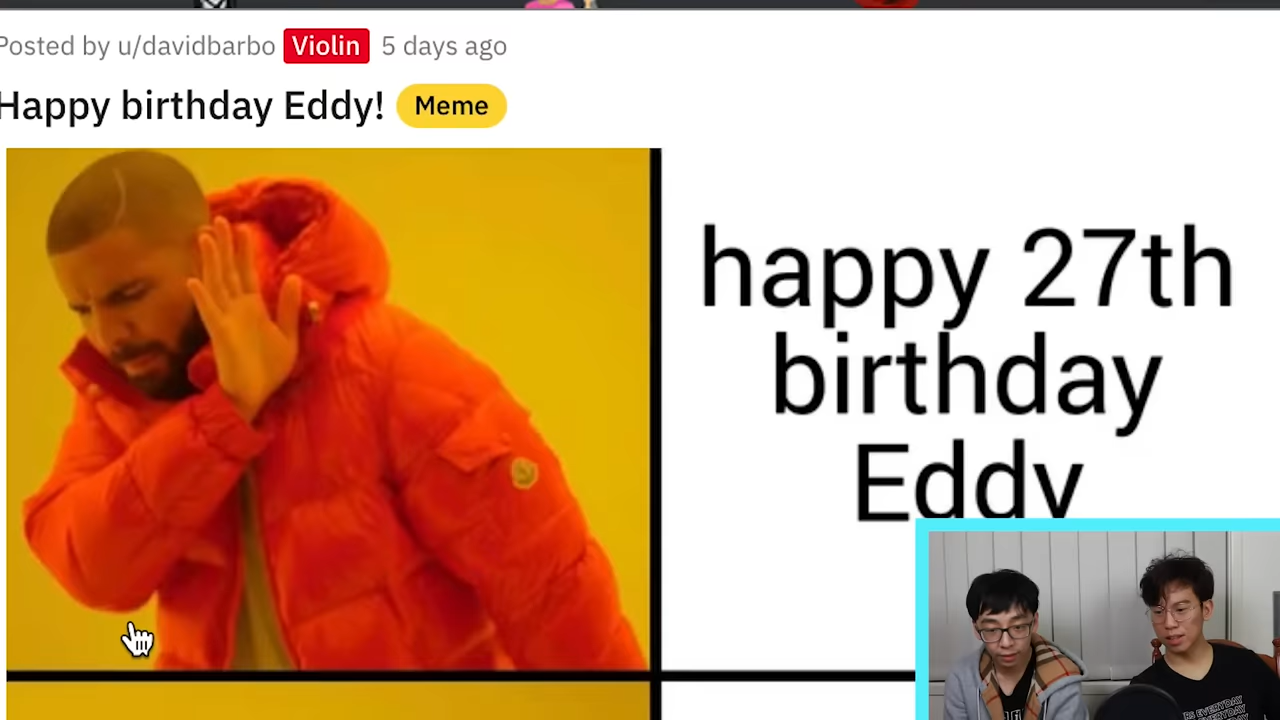 Posted by u/davidbarbo Violin 5 days ago
Happy birthday Eddy! Meme
happy 27th
birthday
Eddy